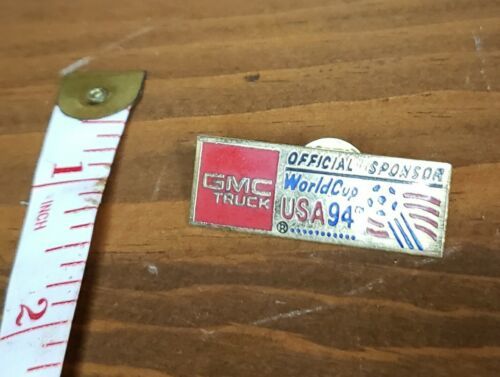 1
INCH
2
GMC
TRUCK
®
OFFICIAL SPONSOR
WorldCup
USA94